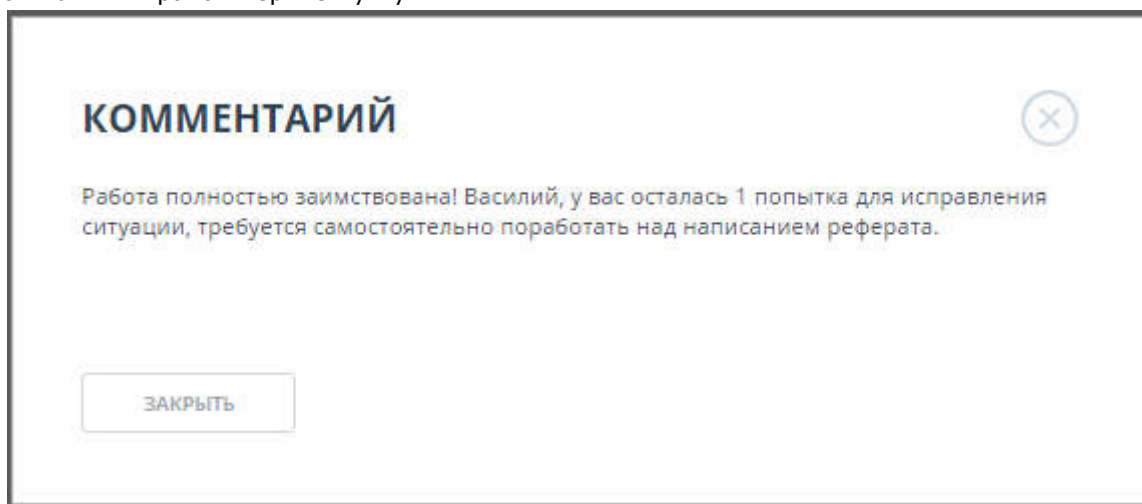 КОММЕНТАРИЙ
Работа полностью заимствована! Василий, у вас осталась 1 попытка для исправления
ситуации, требуется самостоятельно поработать над написанием реферата.
ЗАКРЫТЬ